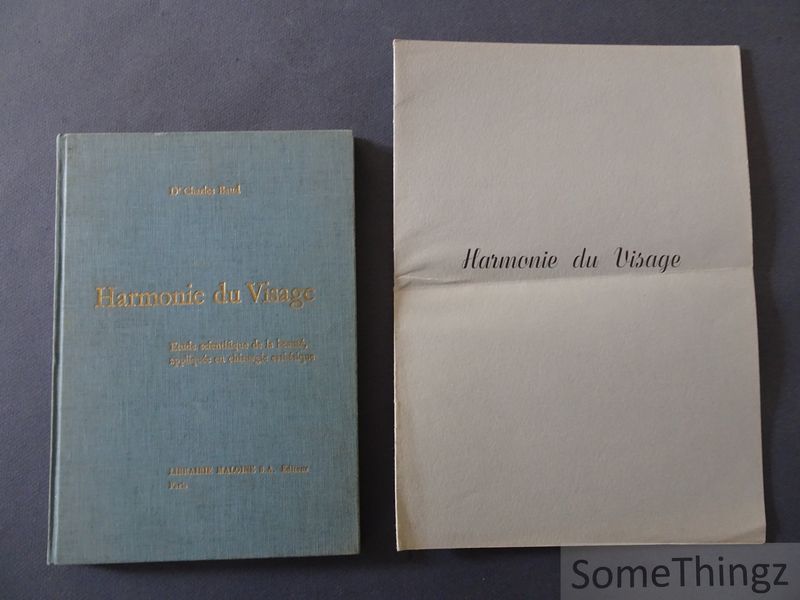 Dr Charles Baud
Harmonie du Visage
Etude scientifique de la beauté,
appliquée en chirurgie esthétique
LIBRAIRIE MALOINE S.A. Editeur
Paris
Harmonie du Visage
SomeThingz